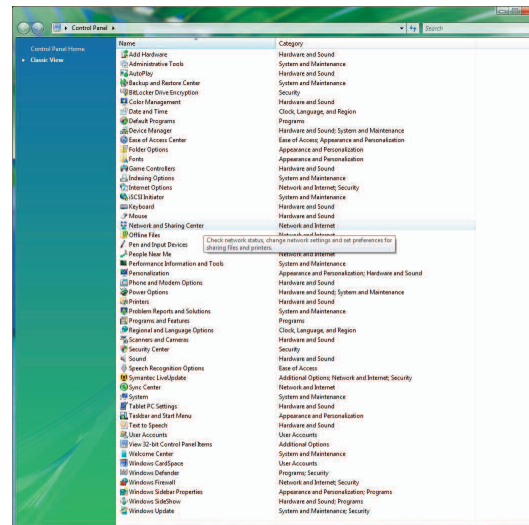 Control Panel
Search
Control Panel Home
Classic View
Name Category
Add Hardware Hardware and Sound
Administrative Tools System and Maintenance
AutoPlay Hardware and Sound
Backup and Restore Center System and Maintenance
BitLocker Drive Encryption Security
Color Management Hardware and Sound
Date and Time Clock, Language, and Region
Default Programs Programs
Device Manager Hardware and Sound; System and Maintenance
Ease of Access Center Ease of Access; Appearance and Personalization
Folder Options Appearance and Personalization
Fonts Appearance and Personalization
Game Controllers Hardware and Sound
Indexing Options System and Maintenance
Internet Options Network and Internet; Security
iSCSI Initiator System and Maintenance
Keyboard Hardware and Sound
Mouse Hardware and Sound
Network and Sharing Center Network and Internet
Offline Files Network and Internet
Pen and Input Devices
Check network status, change network settings and set preferences for
sharing files and printers.
People Near Me Network and Internet
Performance Information and Tools System and Maintenance
Personalization Appearance and Personalization; Hardware and Sound
Phone and Modem Options Hardware and Sound
Power Options Hardware and Sound; System and Maintenance
Printers Hardware and Sound
Problem Reports and Solutions System and Maintenance
Programs and Features Programs
Regional and Language Options Clock, Language, and Region
Scanners and Cameras Hardware and Sound
Security Center Security
Sound Hardware and Sound
Speech Recognition Options Ease of Access
Symantec LiveUpdate Additional Options; Network and Internet; Security
Sync Center Network and Internet
System System and Maintenance
Tablet PC Settings Hardware and Sound
Taskbar and Start Menu Appearance and Personalization
Text to Speech Hardware and Sound
User Accounts User Accounts
View 32-bit Control Panel Items Additional Options
Welcome Center System and Maintenance
Windows CardSpace User Accounts
Windows Defender Programs; Security
Windows Firewall Network and Internet; Security
Windows Sidebar Properties Appearance and Personalization; Programs
Windows SideShow Hardware and Sound; Programs
Windows Update System and Maintenance; Security